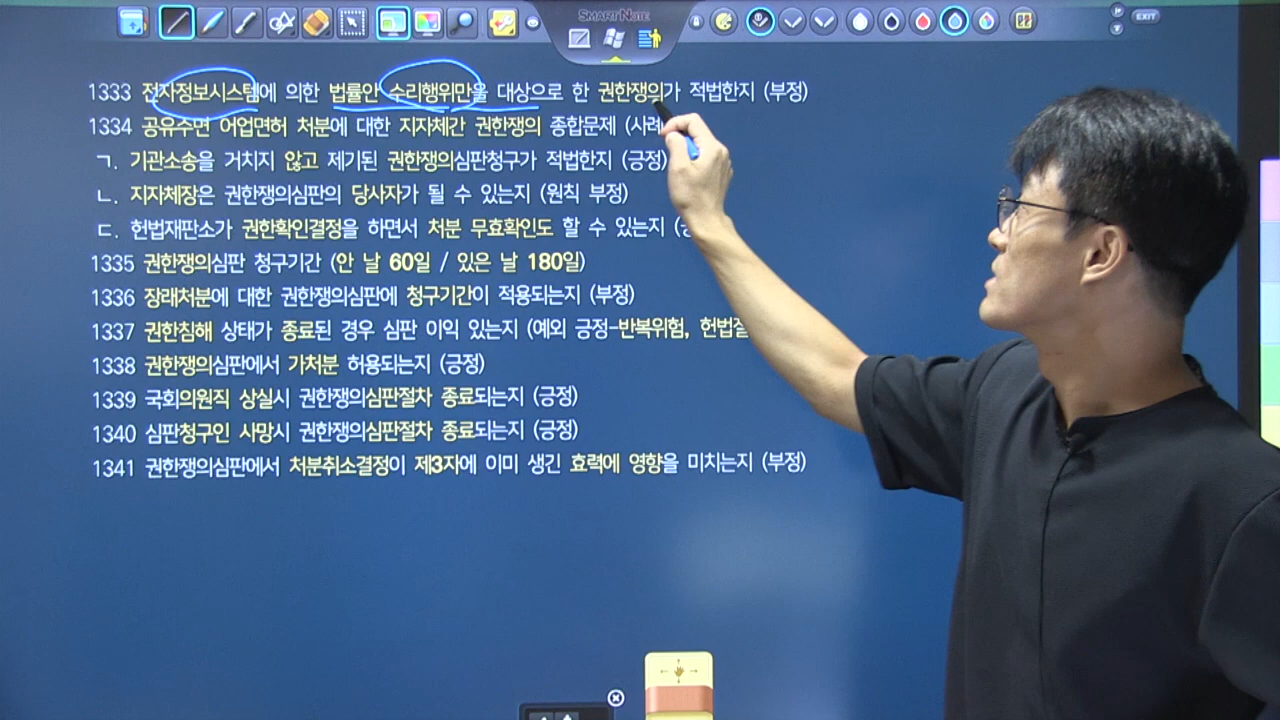 SMARTNOTE
EXIT
1333 전자정보시스템에 의한 법률안 수리행위만을 대상으로 한 권한쟁의가 적법한지 (부정)
1334 공유수면 어업면허 처분에 대한 지자체간 권한쟁의 종합문제 (사례
ㄱ. 기관소송을 거치지 않고 제기된 권한쟁의심판청구가 적법한지 (긍정)
ㄴ. 지자체장은 권한쟁의심판의 당사자가 될 수 있는지 (원칙 부정)
ㄷ. 헌법재판소가 권한확인결정을 하면서 처분 무효확인도 할 수 있는지 (
1335 권한쟁의심판 청구기간 (안 날 60일 / 있은 날 180일)
1336 장래처분에 대한 권한쟁의심판에 청구기간이 적용되는지 (부정)
1337 권한침해 상태가 종료된 경우 심판 이익 있는지 (예외 긍정-반복위험,
1338 권한쟁의심판에서 가처분 허용되는지 (긍정)
1339 국회의원직 상실시 권한쟁의심판절차 종료되는지 (긍정)
1340 심판청구인 사망시 권한쟁의심판절차 종료되는지 (긍정)
1341 권한쟁의심판에서 처분취소결정이 제3자에 이미 생긴 효력에 영향을 미치는지 (부정)